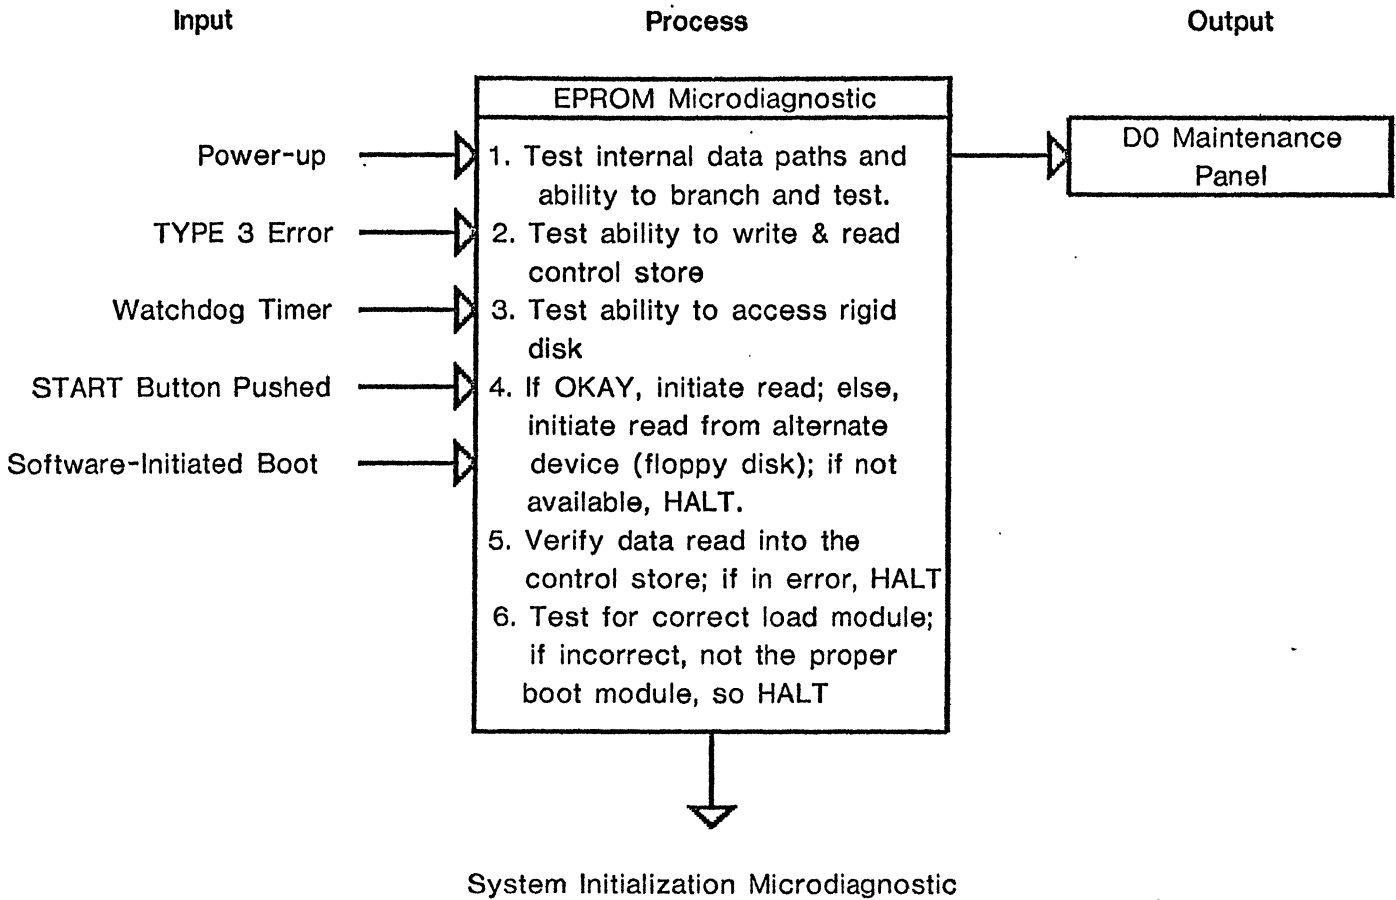 Input Process Output
EPROM Microdiagnostic
Power-up
TYPE 3 Error
Watchdog Timer
START Button Pushed
Software-Initiated Boot
1. Test internal data paths and
ability to branch and test.
2. Test ability to write & read
control store
3. Test ability to access rigid
disk
4. If OKAY, initiate read; else,
initiate read from alternate
device (floppy disk); if not
available, HALT.
5. Verify data read into the
control store; if in error, HALT
6. Test for correct load module;
if incorrect, not the proper
boot module, so HALT
D0 Maintenance
Panel
System Initialization Microdiagnostic